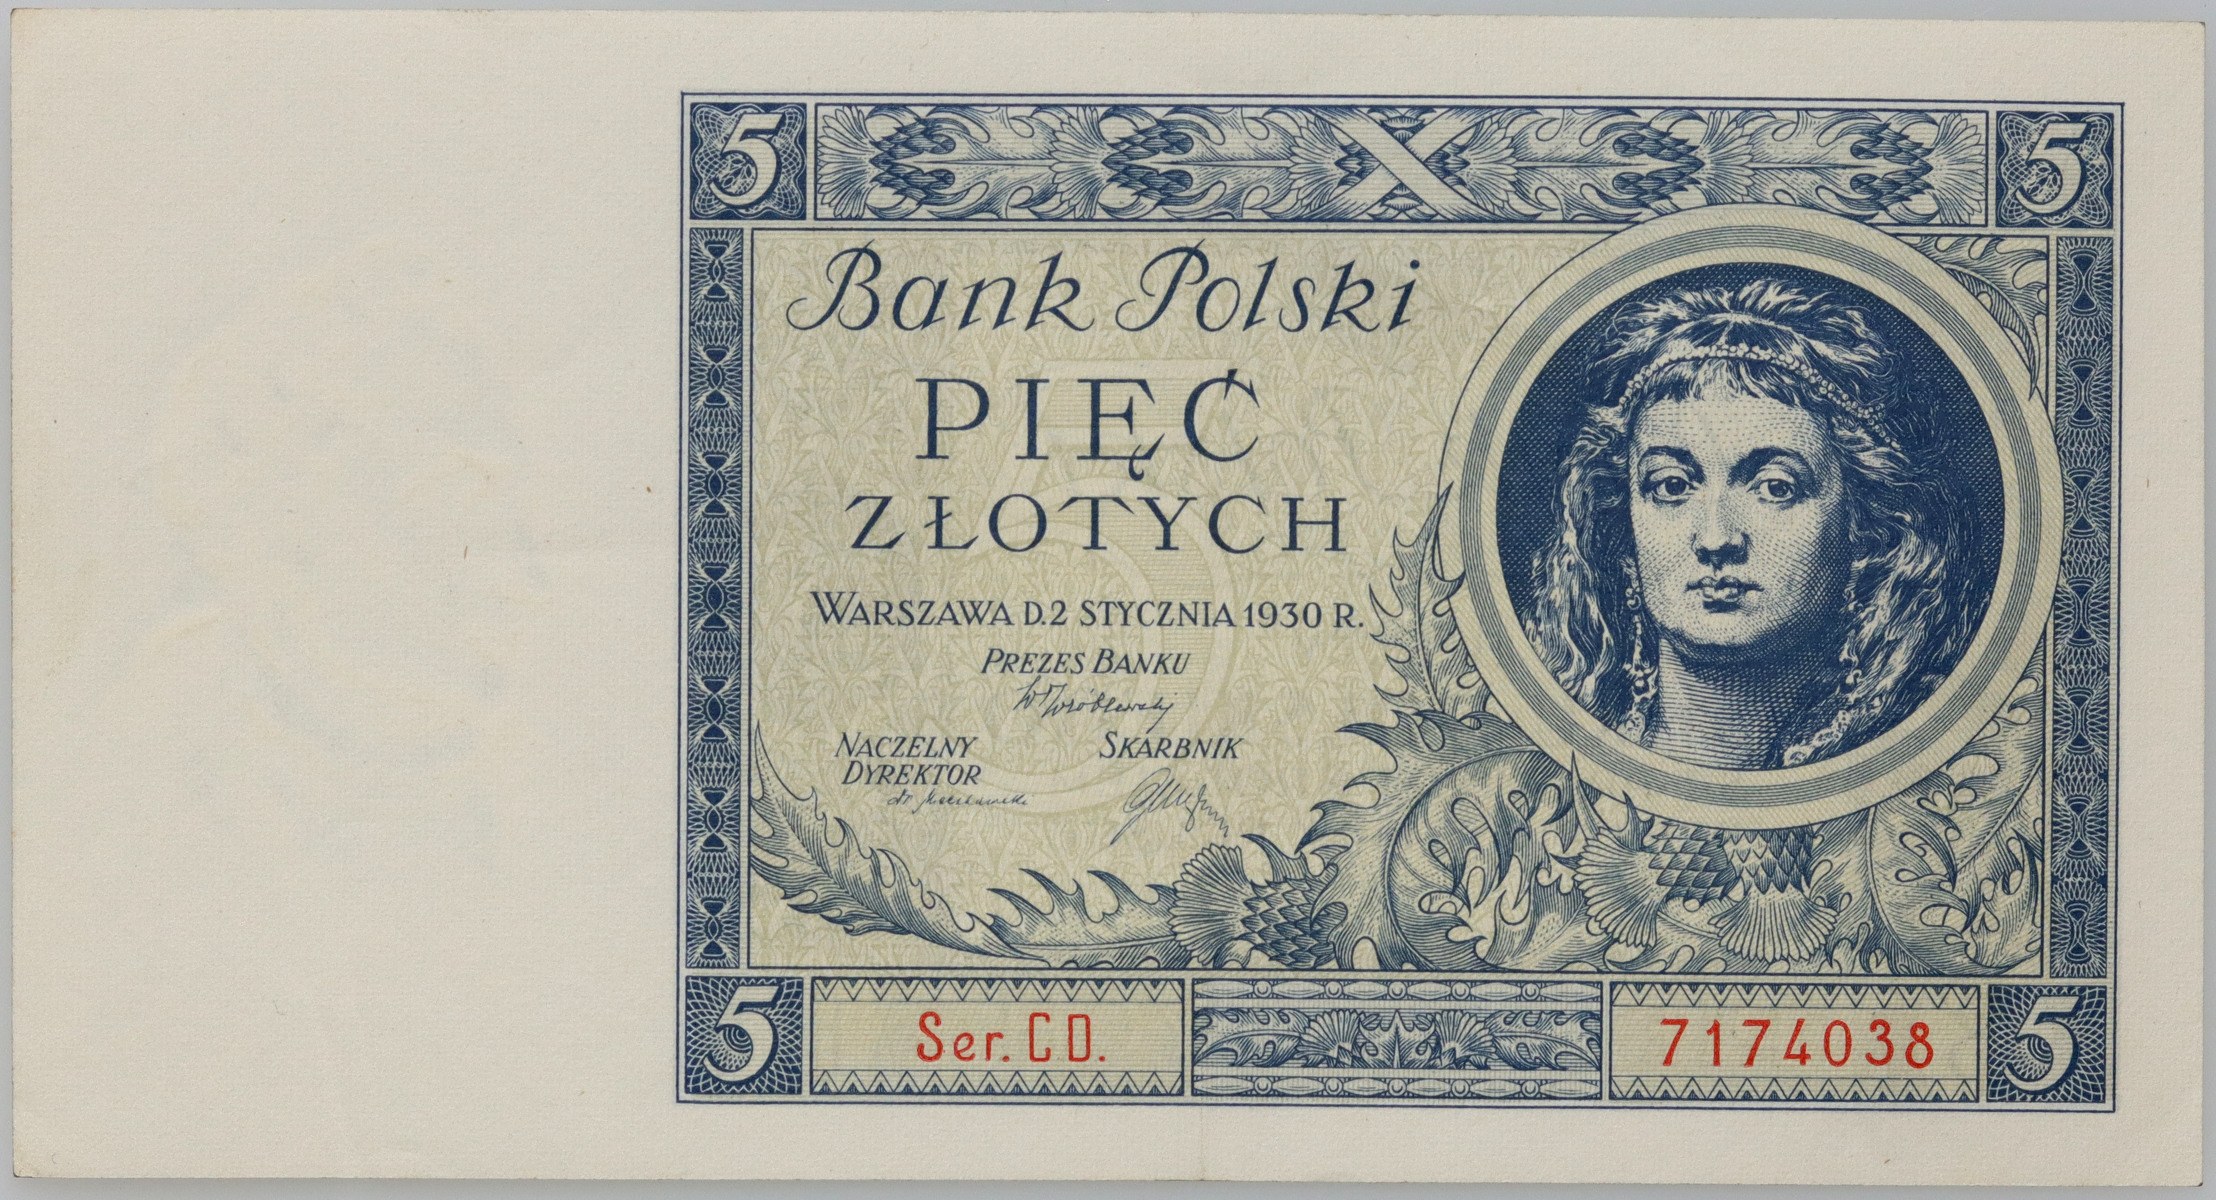 5 5
Bank Polski
PIĘĆ
ZŁOTYCH
WARSZAWA D.2 STYCZNIA 1930 R.
PREZES BANKU
Wróblewski
NACZELNY SKARBNIK
DYREKTOR
5 Ser. CD. 7174038 5